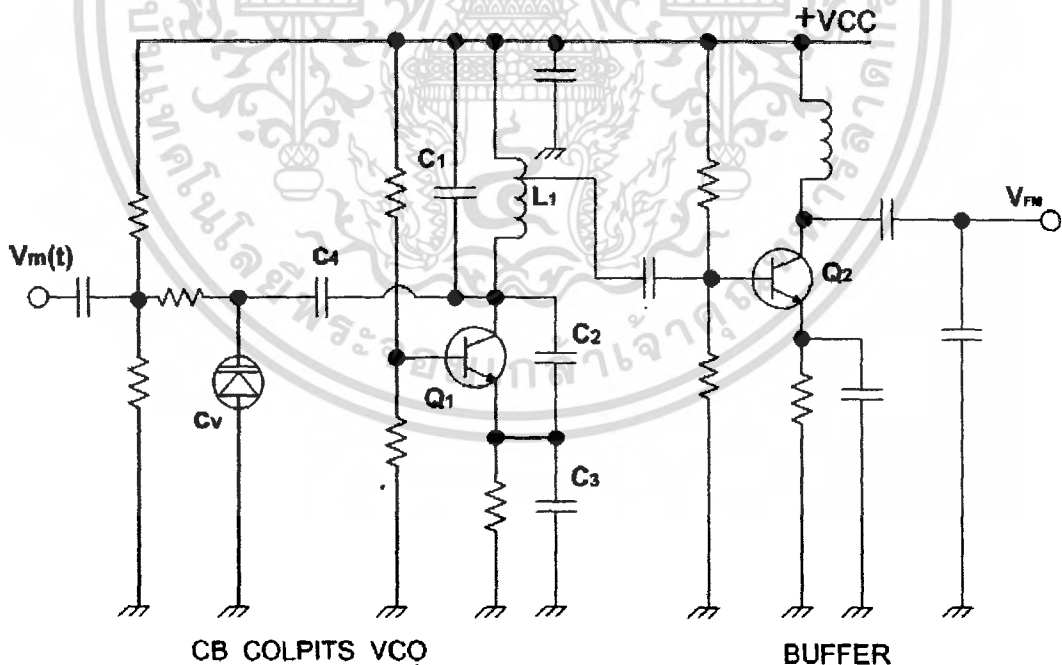 +VCC
C1
L1
Vm(t)
C4
VFM
Q2
C2
Q1
Cv
C3
CB COLPITS VCO
BUFFER